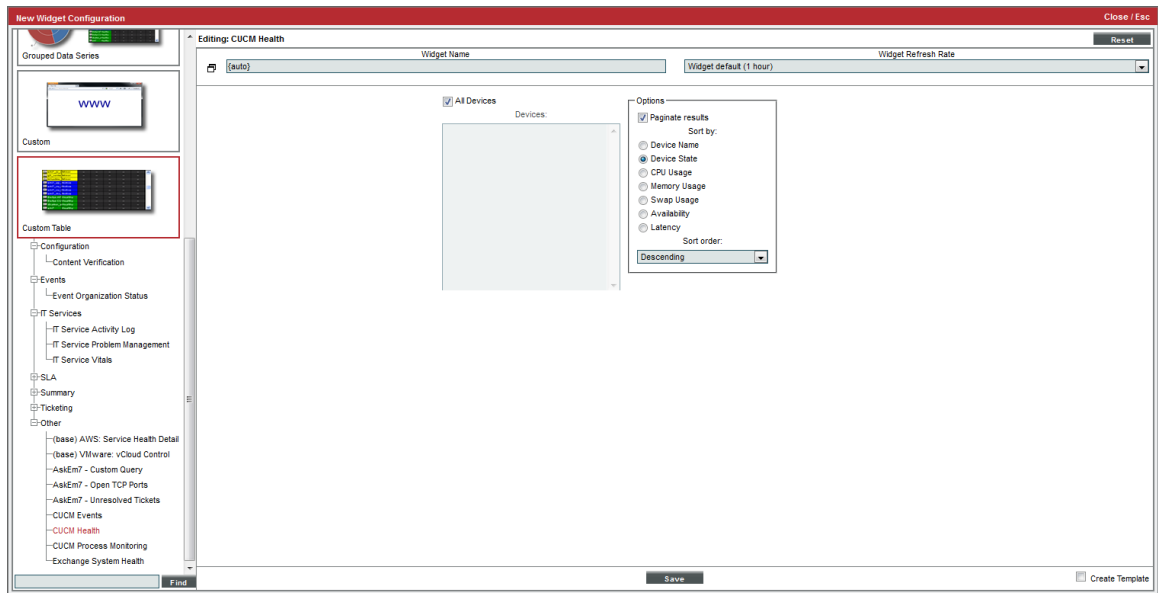 New Widget Configuration
Close / Esc
Grouped Data Series
Editing: CUCM Health
Reset
Widget Name
Widget Refresh Rate
{auto}
Widget default (1 hour)
www
Custom
Custom Table
All Devices
Devices:
Options
Paginate results
Sort by:
Device Name
Device State
CPU Usage
Memory Usage
Swap Usage
Availability
Latency
Sort order:
Descending
Configuration
Content Verification
Events
Event Organization Status
IT Services
IT Service Activity Log
IT Service Problem Management
IT Service Vitals
SLA
Summary
Ticketing
Other
(base) AWS: Service Health Detail
(base) VMware: vCloud Control
AskEm7 - Custom Query
AskEm7 - Open TCP Ports
AskEm7 - Unresolved Tickets
CUCM Events
CUCM Health
CUCM Process Monitoring
Exchange System Health
Find
Save
Create Template